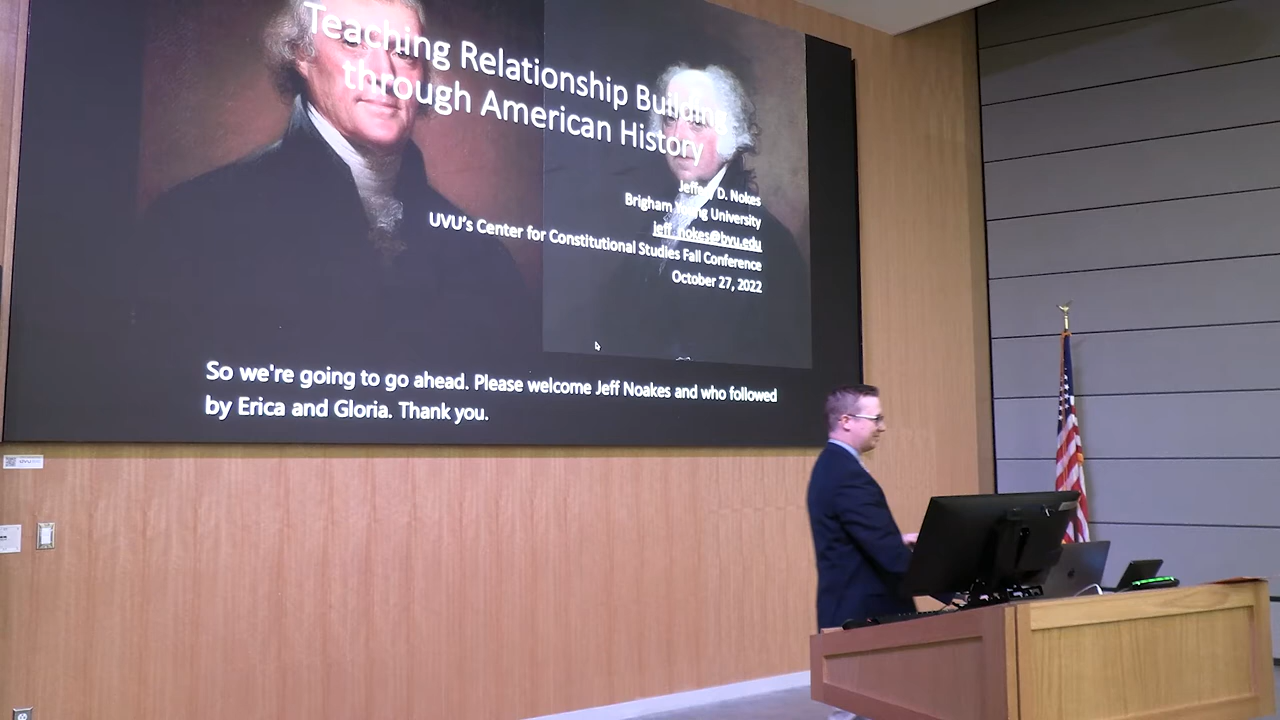 Teaching Relationship Building
through American History
Jeffery D. Nokes
Brigham Young University
jeff_nokes@byu.edu
UVU's Center for Constitutional Studies Fall Conference
October 27, 2022
So we're going to go ahead. Please welcome Jeff Noakes and who followed
by Erica and Gloria. Thank you.
UVU